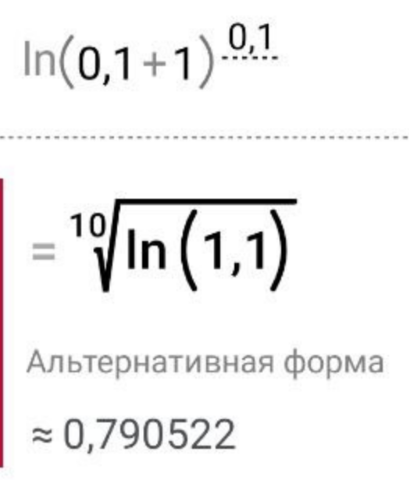 ln(0,1+1)^0,1
= ¹⁰√ln(1,1)
Альтернативная форма
≈ 0,790522